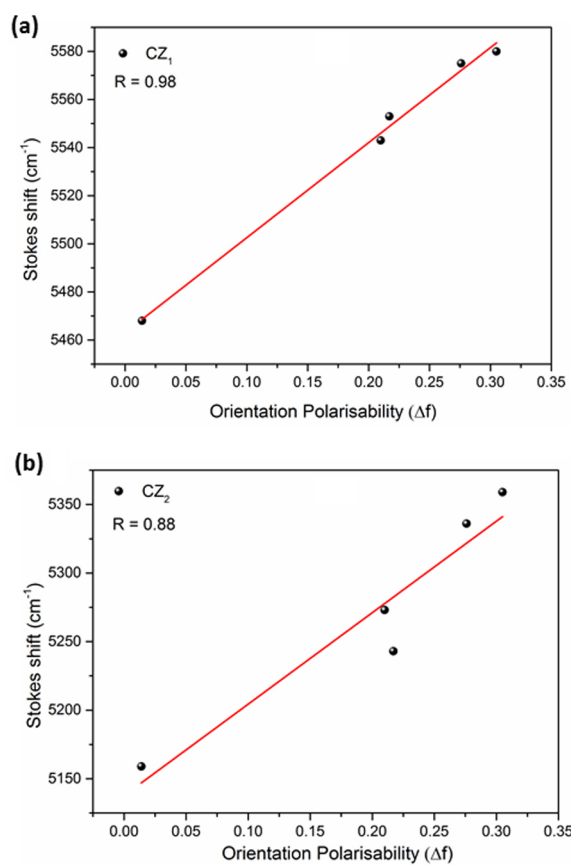 (a)
CZ₁
R = 0.98
5580
5560
5540
5520
5500
5480
5460
Stokes shift (cm⁻¹)
0.00 0.05 0.10 0.15 0.20 0.25 0.30 0.35
Orientation Polarisability (Δf)
(b)
CZ₂
R = 0.88
5350
5300
5250
5200
5150
Stokes shift (cm⁻¹)
0.00 0.05 0.10 0.15 0.20 0.25 0.30 0.35
Orientation Polarisability (Δf)